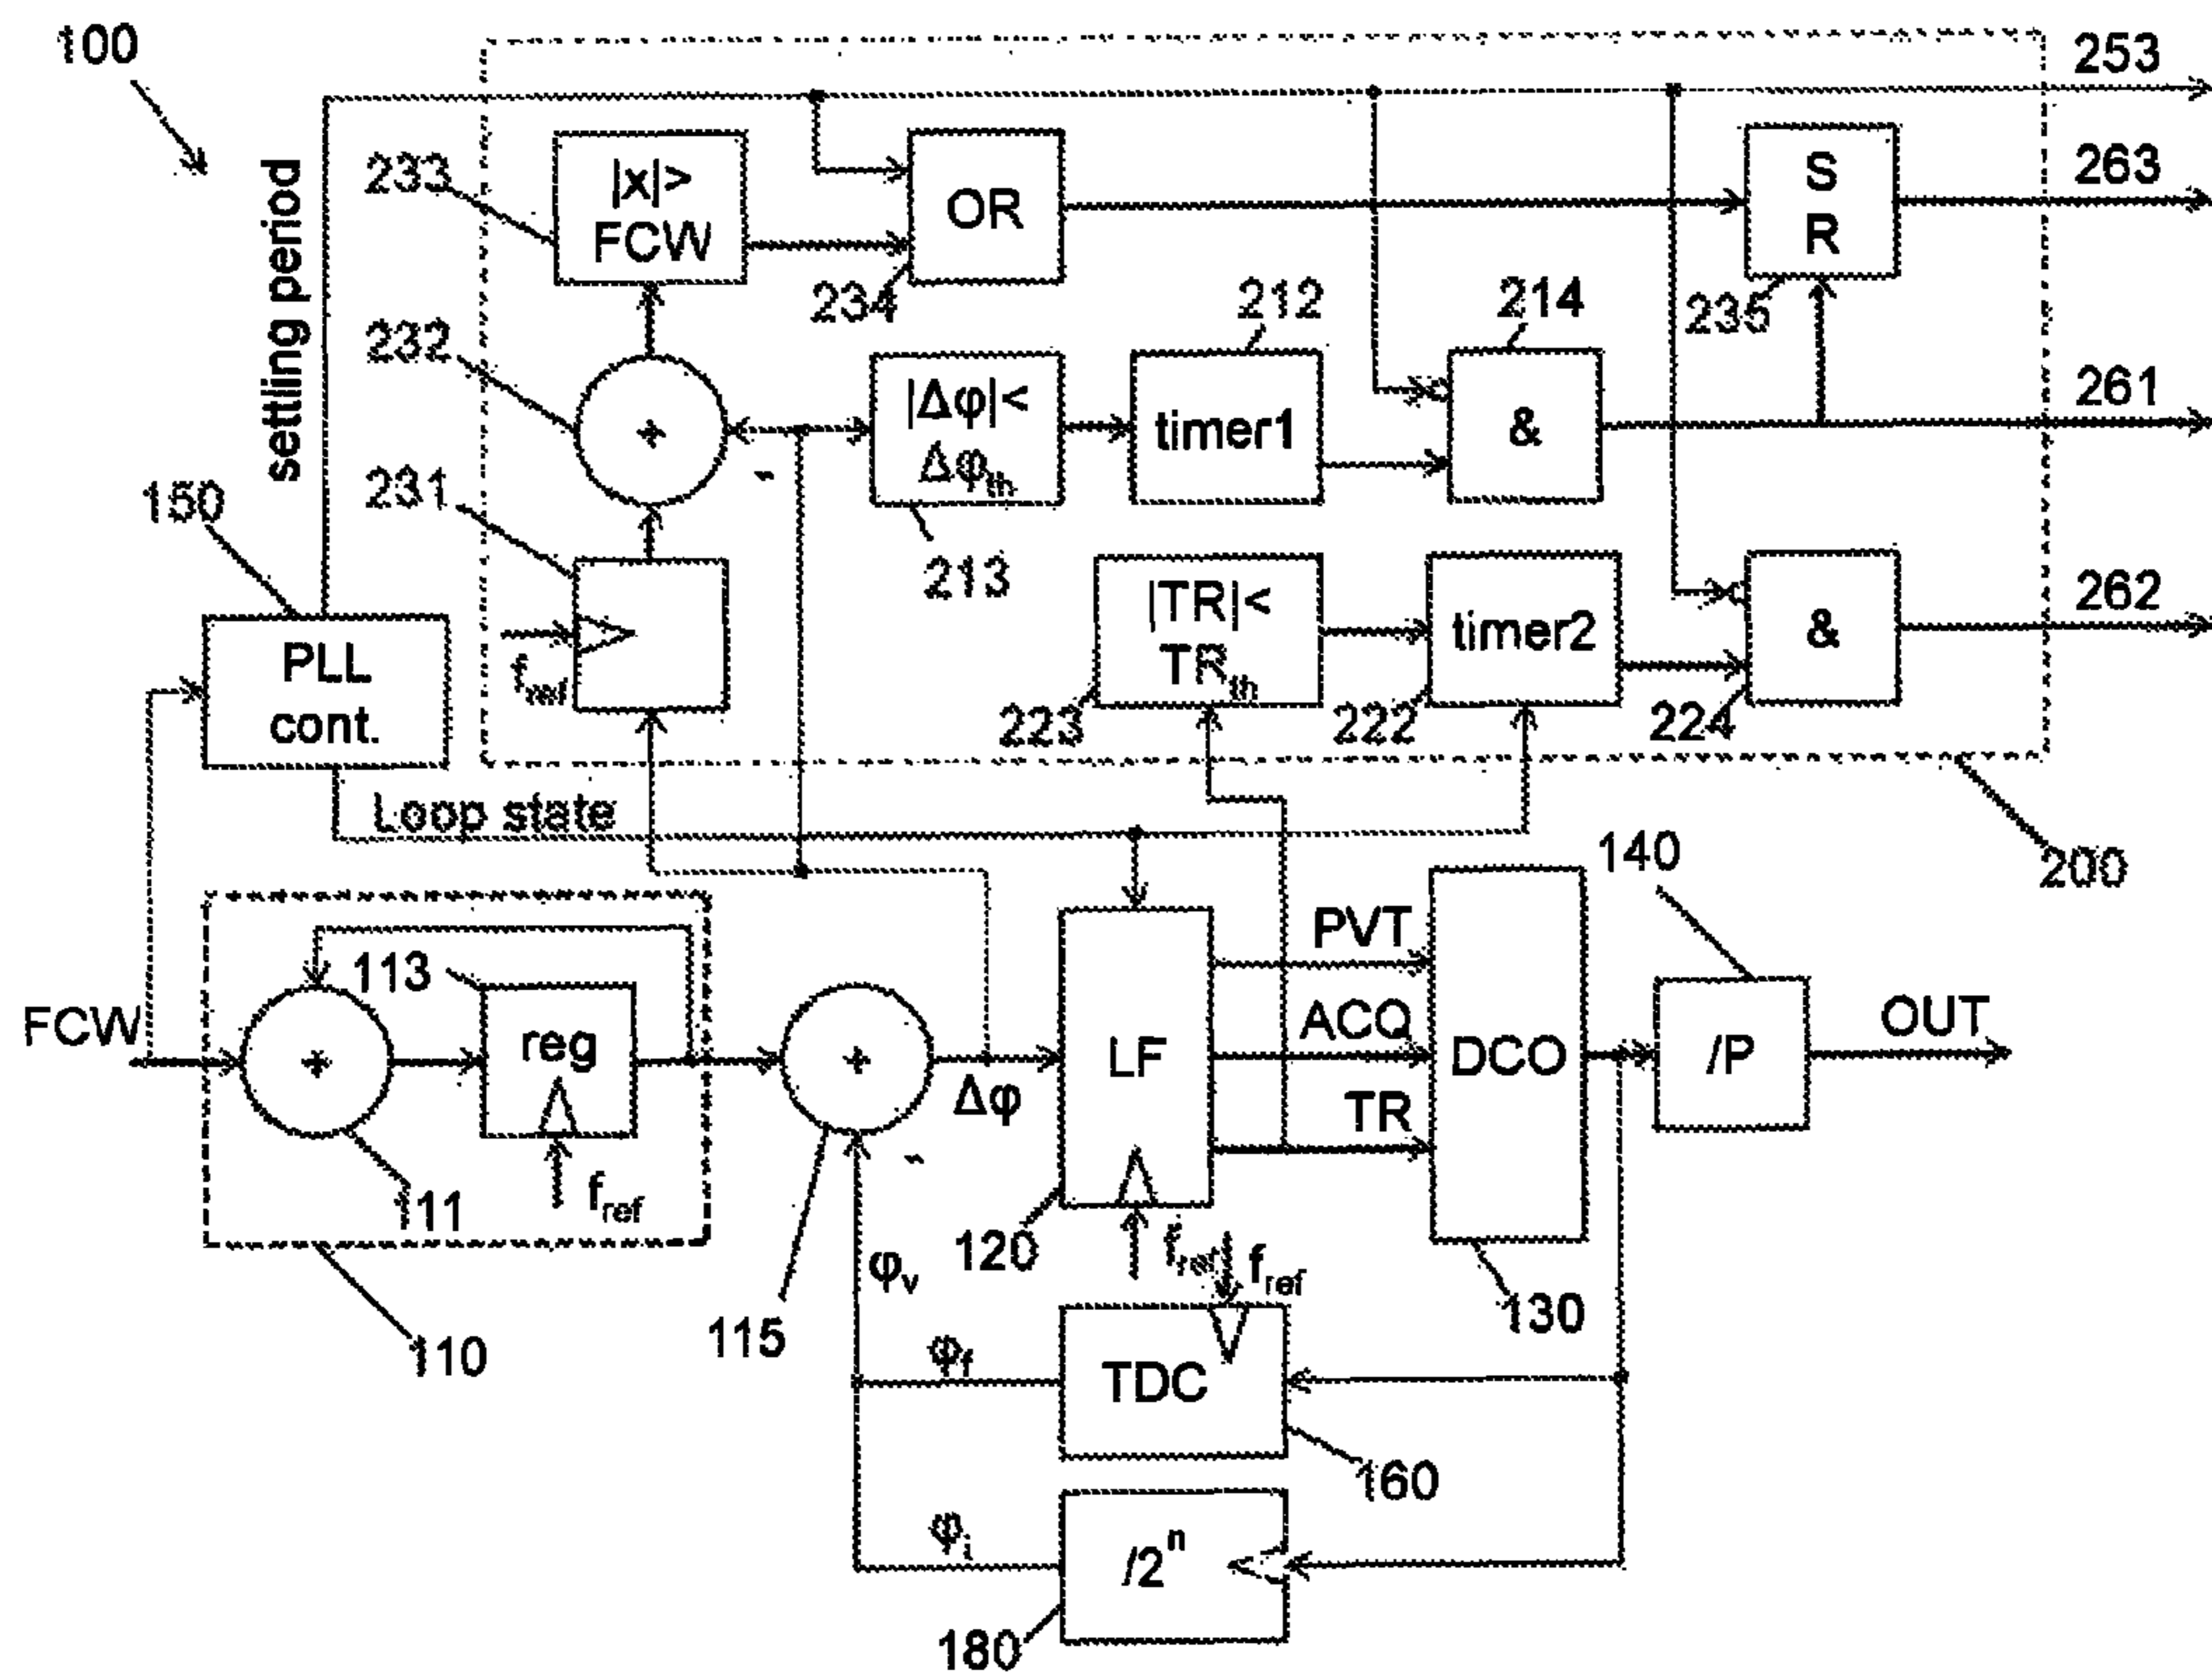 100
253
settling period
233
|x|>
FCW
OR
234
S
R
235
263
232
+
-
|Δφ|<
Δφth
213
212
timer1
214
&
261
231
fref
150
PLL
cont.
|TR|<
TRth
223
timer2
222
&
224
262
Loop state
200
140
FCW
+
113
reg
fref
111
110
+
-
115
Δφ
φv
LF
120
fref
PVT
ACQ
TR
DCO
130
/P
OUT
fref
TDC
160
φf
φi
/2ⁿ
180